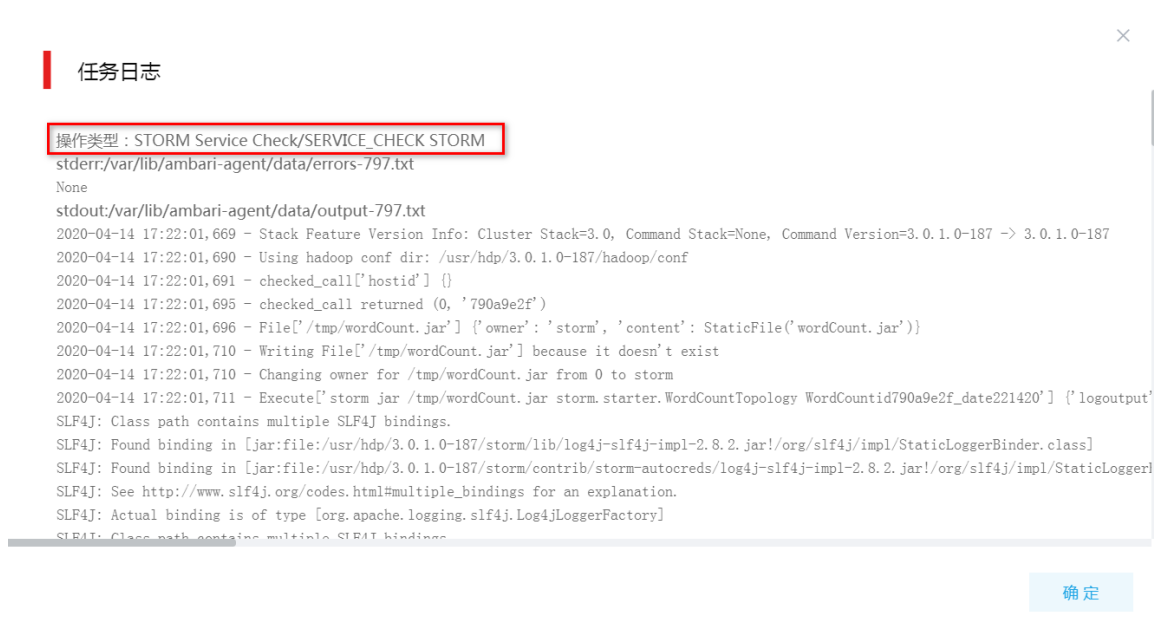 任务日志
操作类型：STORM Service Check/SERVICE_CHECK STORM
stderr:/var/lib/ambari-agent/data/errors-797.txt
None
stdout:/var/lib/ambari-agent/data/output-797.txt
2020-04-14 17:22:01,669 - Stack Feature Version Info: Cluster Stack=3.0, Command Stack=None, Command Version=3.0.1.0-187 -> 3.0.1.0-187
2020-04-14 17:22:01,690 - Using hadoop conf dir: /usr/hdp/3.0.1.0-187/hadoop/conf
2020-04-14 17:22:01,691 - checked_call['hostid'] {}
2020-04-14 17:22:01,695 - checked_call returned (0, '790a9e2f')
2020-04-14 17:22:01,696 - File['/tmp/wordCount.jar'] {'owner': 'storm', 'content': StaticFile('wordCount.jar')}
2020-04-14 17:22:01,710 - Writing File['/tmp/wordCount.jar'] because it doesn't exist
2020-04-14 17:22:01,710 - Changing owner for /tmp/wordCount.jar from 0 to storm
2020-04-14 17:22:01,711 - Execute['storm jar /tmp/wordCount.jar storm.starter.WordCountTopology WordCountid790a9e2f_date221420'] {'logoutput'
SLF4J: Class path contains multiple SLF4J bindings.
SLF4J: Found binding in [jar:file:/usr/hdp/3.0.1.0-187/storm/lib/log4j-slf4j-impl-2.8.2.jar!/org/slf4j/impl/StaticLoggerBinder.class]
SLF4J: Found binding in [jar:file:/usr/hdp/3.0.1.0-187/storm/contrib/storm-autocreds/log4j-slf4j-impl-2.8.2.jar!/org/slf4j/impl/StaticLogger
SLF4J: See http://www.slf4j.org/codes.html#multiple_bindings for an explanation.
SLF4J: Actual binding is of type [org.apache.logging.slf4j.Log4jLoggerFactory]
SLF4J: Class path contains multiple SLF4J bindings
确定